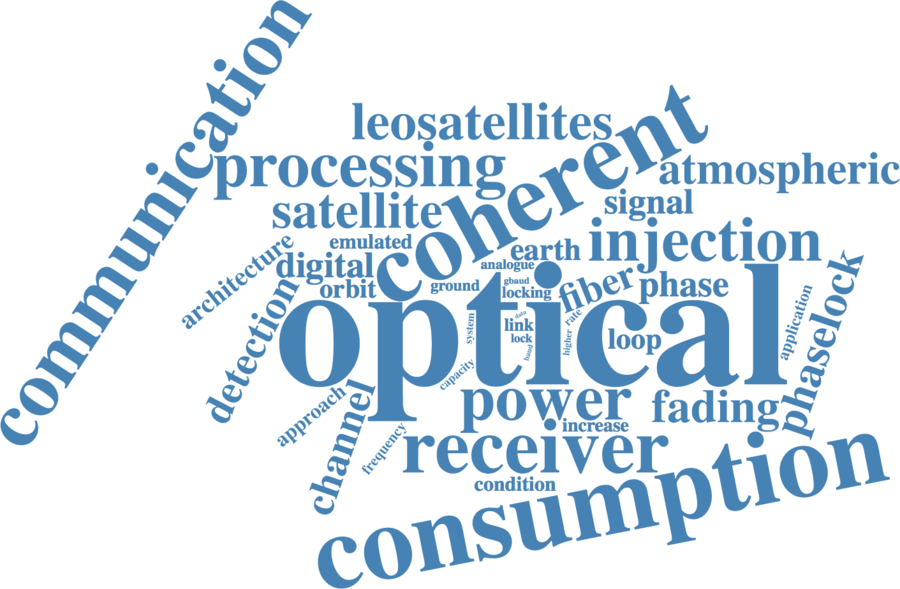 communication
leosatellites
coherent
processing
atmospheric
satellite
signal
emulated
earth
injection
architecture
digital
analogue
orbit
ground
gbaud
locking
fiber
phase
detection
optical
system
data
link
lock
baud
rate
higher
loop
application
phaselock
capacity
approach
channel
power
fading
increase
frequency
receiver
condition
consumption